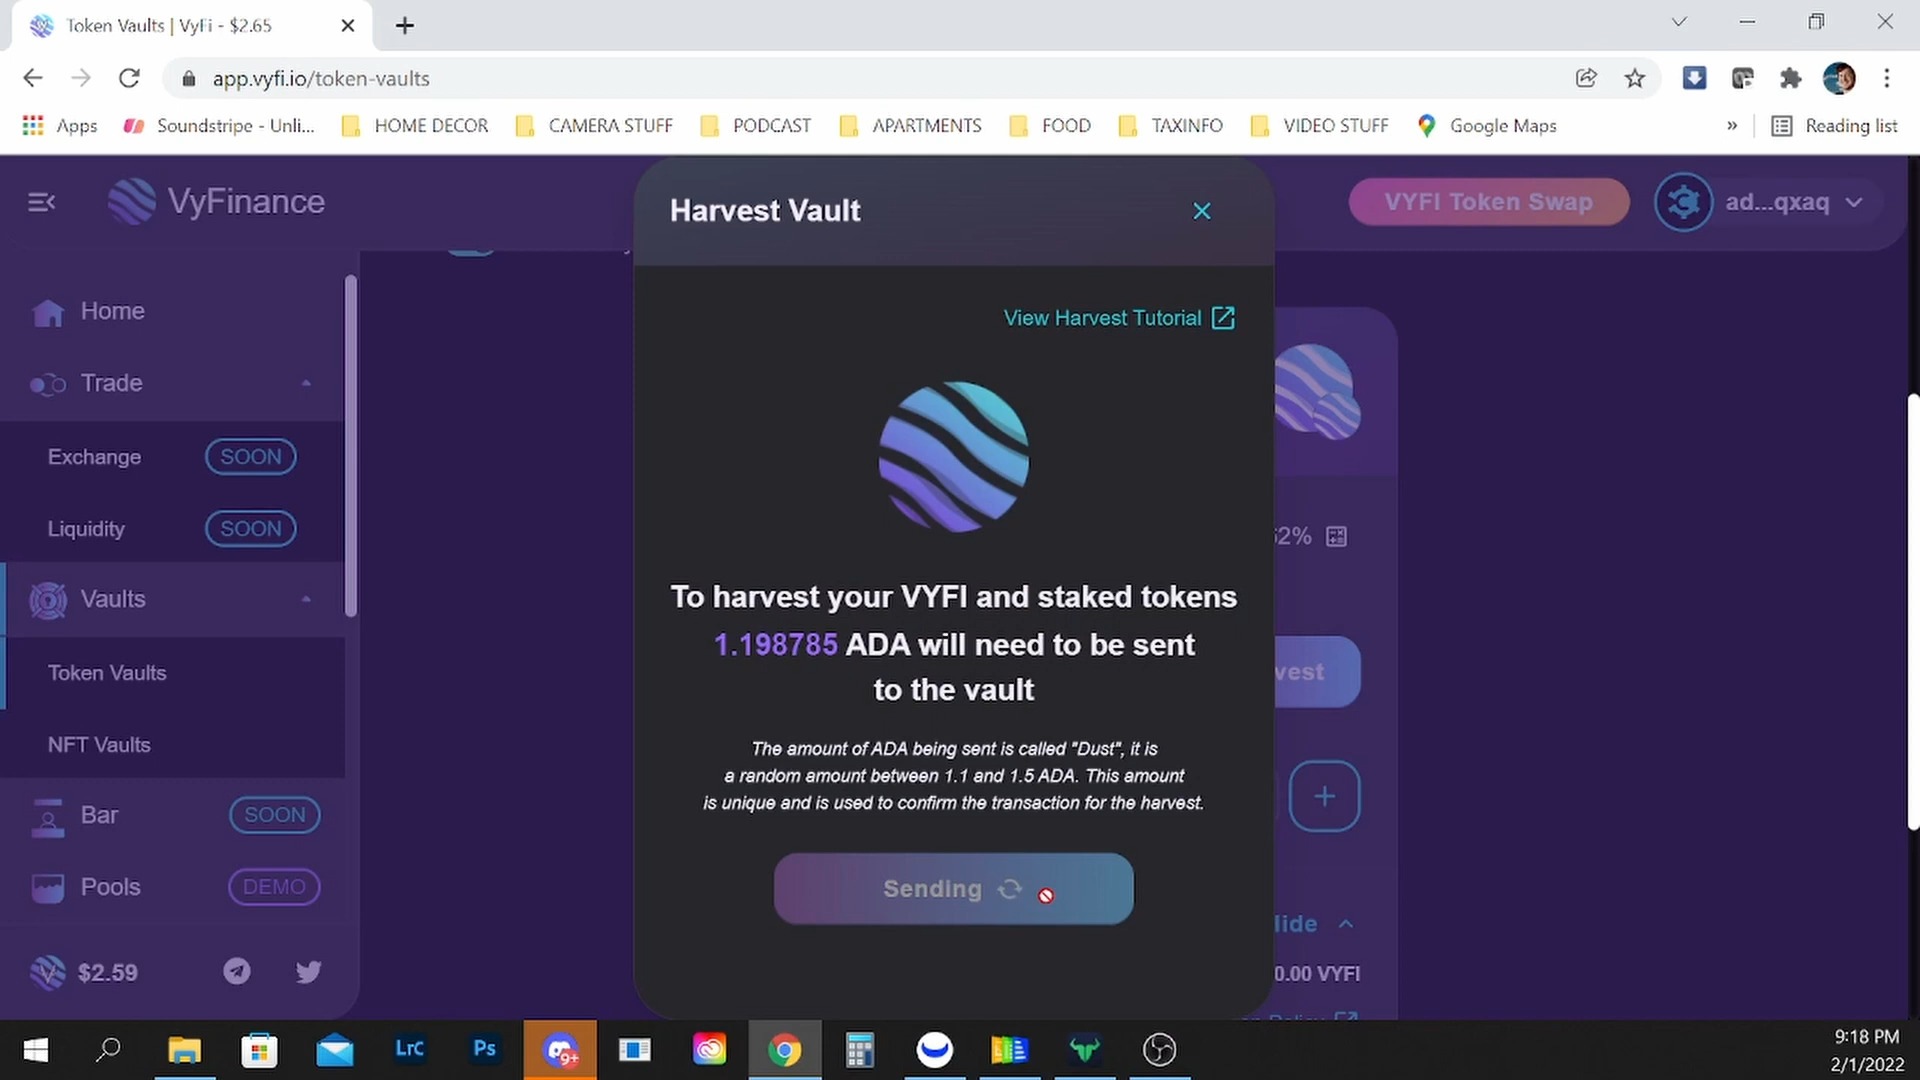 Token Vaults | VyFi - $2.65
app.vyfi.io/token-vaults
Apps
Soundstripe - Unli...
HOME DECOR
CAMERA STUFF
PODCAST
APARTMENTS
FOOD
TAXINFO
VIDEO STUFF
Google Maps
»
Reading list
VyFinance
Harvest Vault
VYFI Token Swap
ad...qxaq
View Harvest Tutorial
Home
Trade
Exchange
SOON
Liquidity
SOON
Vaults
Token Vaults
NFT Vaults
Bar
SOON
Pools
DEMO
$2.59
To harvest your VYFI and staked tokens
1.198785 ADA will need to be sent
to the vault
The amount of ADA being sent is called "Dust", it is
a random amount between 1.1 and 1.5 ADA. This amount
is unique and is used to confirm the transaction for the harvest.
Sending
52%
vest
lide
0.00 VYFI
LrC
Ps
9+
9:18 PM
2/1/2022